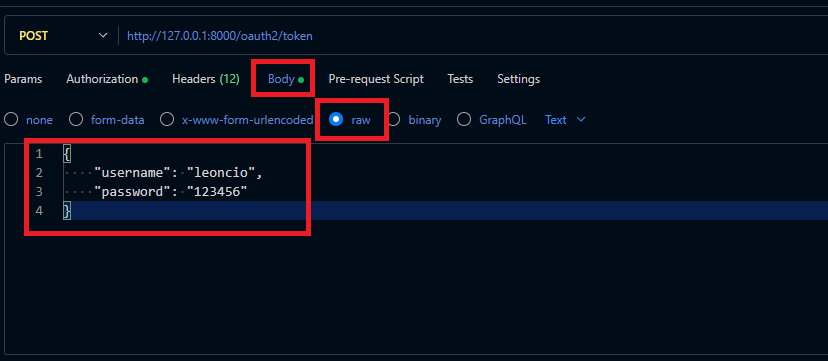 POST http://127.0.0.1:8000/oauth2/token
Params Authorization Headers (12) Body Pre-request Script Tests Settings
none form-data x-www-form-urlencoded raw binary GraphQL Text
1 {
2 "username": "leoncio",
3 "password": "123456"
4 }